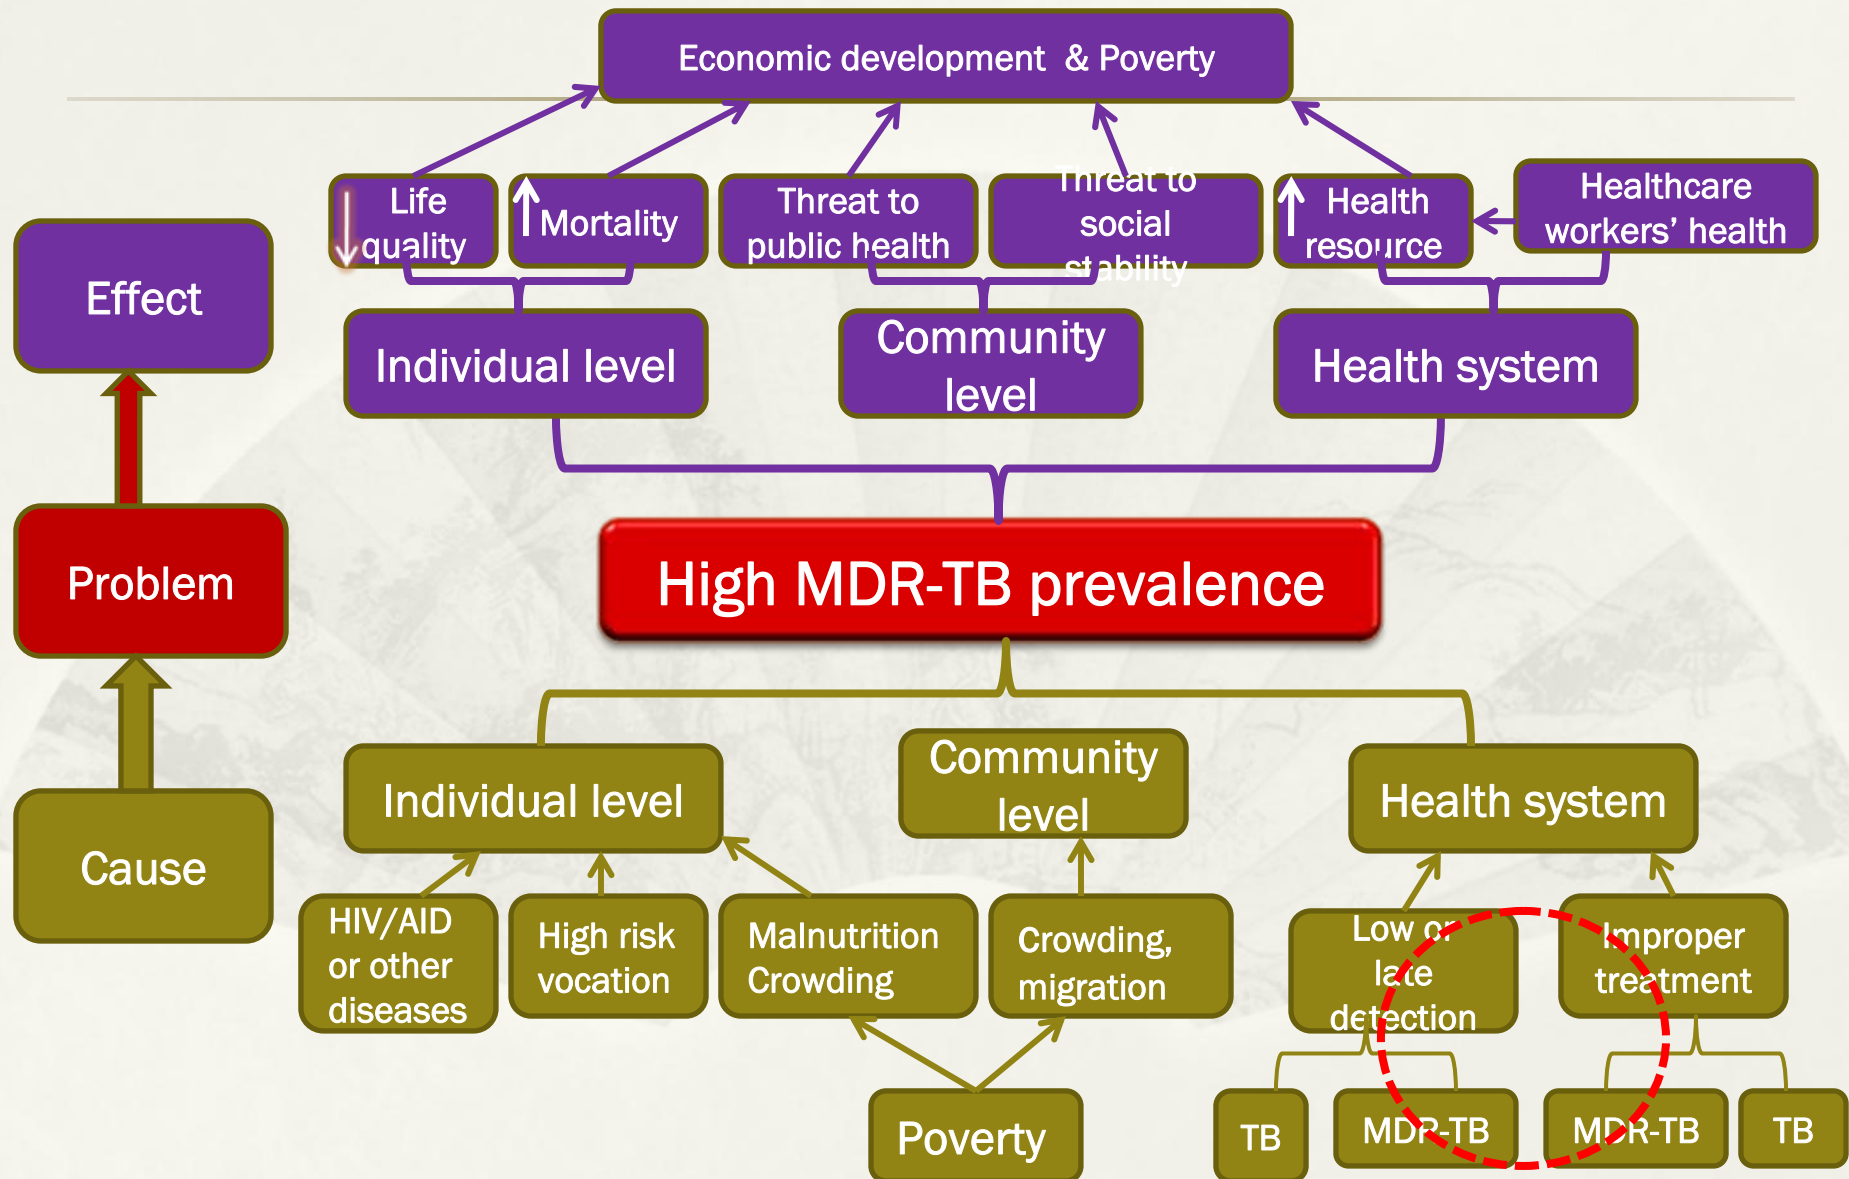 Economic development & Poverty
Life
quality
Mortality
Threat to
public health
Threat to
social
stability
Health
resource
Healthcare
workers' health
Effect
Individual level
Community
level
Health system
Problem
High MDR-TB prevalence
Cause
Individual level
Community
level
Health system
HIV/AID
or other
diseases
High risk
vocation
Malnutrition
Crowding
Crowding,
migration
Low or
late
detection
Improper
treatment
Poverty
TB
MDR-TB
MDR-TB
TB